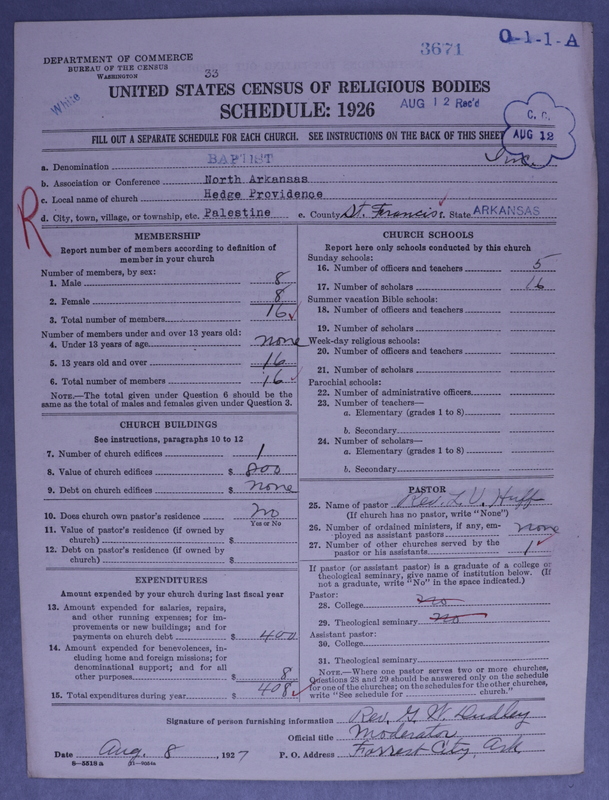 3671
O-1-1-A
DEPARTMENT OF COMMERCE
BUREAU OF THE CENSUS
WASHINGTON
White
33
UNITED STATES CENSUS OF RELIGIOUS BODIES
SCHEDULE: 1926
AUG 12 Rec'd
C. C.
AUG 12
FILL OUT A SEPARATE SCHEDULE FOR EACH CHURCH. SEE INSTRUCTIONS ON THE BACK OF THIS SHEET
a. Denomination BAPTIST Inc.
b. Association or Conference North Arkansas
c. Local name of church Hedge Providence
d. City, town, village, or township, etc. Palestine e. County St. Francis f. State ARKANSAS
R
MEMBERSHIP
Report number of members according to definition of
member in your church
Number of members, by sex:
1. Male 8
2. Female 8
3. Total number of members 16
Number of members under and over 13 years old:
4. Under 13 years of age none
5. 13 years old and over 16
6. Total number of members 16
NOTE.—The total given under Question 6 should be the
same as the total of males and females given under Question 3.
CHURCH BUILDINGS
See instructions, paragraphs 10 to 12
7. Number of church edifices 1
8. Value of church edifices $ 800
9. Debt on church edifices $ none
10. Does church own pastor's residence no
Yes or No
11. Value of pastor's residence (if owned by
church) $
12. Debt on pastor's residence (if owned by
church) $
EXPENDITURES
Amount expended by your church during last fiscal year
13. Amount expended for salaries, repairs,
and other running expenses; for im-
provements or new buildings; and for
payments on church debt $ 400
14. Amount expended for benevolences, in-
cluding home and foreign missions; for
denominational support; and for all
other purposes $ 8
15. Total expenditures during year $ 408
CHURCH SCHOOLS
Report here only schools conducted by this church
Sunday schools:
16. Number of officers and teachers 5
17. Number of scholars 16
Summer vacation Bible schools:
18. Number of officers and teachers
19. Number of scholars
Week-day religious schools:
20. Number of officers and teachers
21. Number of scholars
Parochial schools:
22. Number of administrative officers
23. Number of teachers—
a. Elementary (grades 1 to 8)
b. Secondary
24. Number of scholars—
a. Elementary (grades 1 to 8)
b. Secondary
PASTOR
25. Name of pastor Rev. L. V. Huff
(If church has no pastor, write "None")
26. Number of ordained ministers, if any, em-
ployed as assistant pastors none
27. Number of other churches served by the
pastor or his assistants 1
If pastor (or assistant pastor) is a graduate of a college or
theological seminary, give name of institution below. (If
not a graduate, write "No" in the space indicated.)
Pastor:
28. College no
29. Theological seminary no
Assistant pastor:
30. College
31. Theological seminary
NOTE.—Where one pastor serves two or more churches,
Questions 28 and 29 should be answered only on the schedule
for one of the churches; on the schedules for the other churches,
write "See schedule for church."
Signature of person furnishing information Rev. G. W. Dudley
Official title Moderator
Date Aug. 8, 1927 P. O. Address Forrest City, Ark
8-5518 a